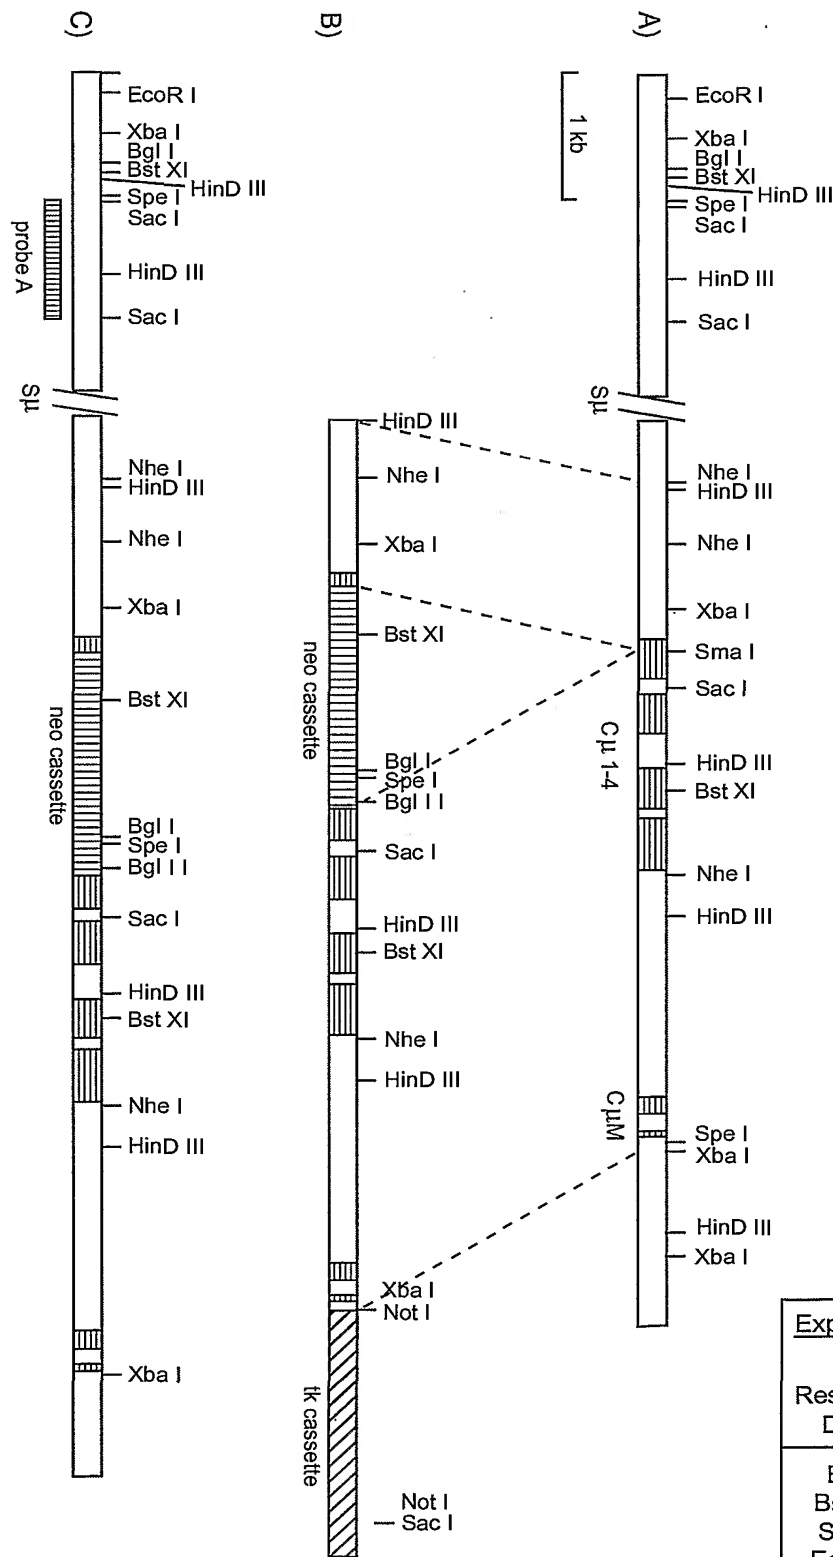 A)
EcoR I
Xba I
Bgl I
Bst XI
HinD III
Spe I
Sac I
HinD III
Sac I
1 kb
Sμ
Nhe I
HinD III
Nhe I
Xba I
Sma I
Sac I
Cμ 1-4
HinD III
Bst XI
Nhe I
HinD III
CμM
Spe I
Xba I
HinD III
Xba I
B)
HinD III
Nhe I
Xba I
Bst XI
neo cassette
Bgl I
Spe I
Bgl I I
Sac I
HinD III
Bst XI
Nhe I
HinD III
Xba I
Not I
tk cassette
Not I
Sac I
C)
EcoR I
Xba I
Bgl I
Bst XI
HinD III
Spe I
Sac I
HinD III
Sac I
probe A
Sμ
Nhe I
HinD III
Nhe I
Xba I
Bst XI
neo cassette
Bgl I
Spe I
Bgl I I
Sac I
HinD III
Bst XI
Nhe I
HinD III
Xba I